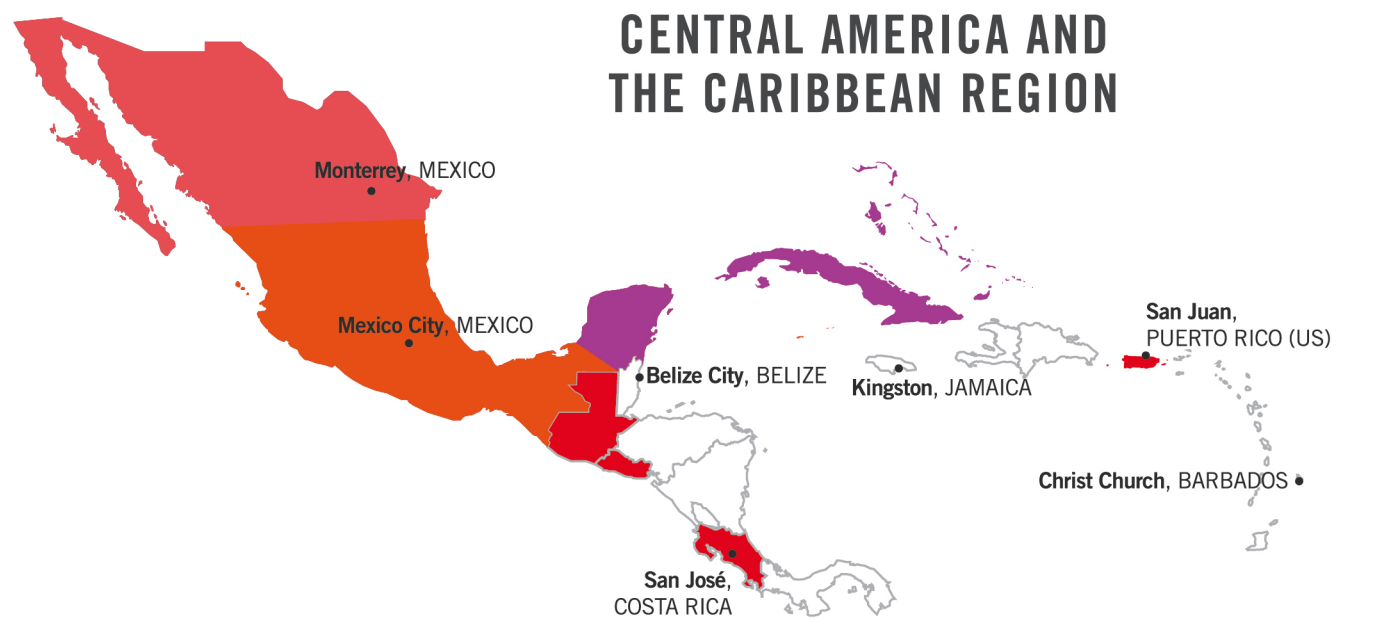 CENTRAL AMERICA AND
THE CARIBBEAN REGION
Monterrey, MEXICO
Mexico City, MEXICO
San Juan,
PUERTO RICO (US)
Belize City, BELIZE
Kingston, JAMAICA
Christ Church, BARBADOS
San José,
COSTA RICA